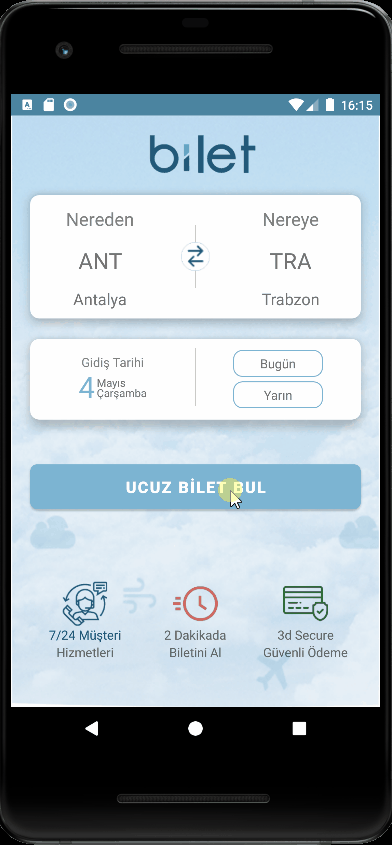 16:15
bilet
Nereden Nereye
ANT TRA
Antalya Trabzon
Gidiş Tarihi
4 Mayıs
Çarşamba
Bugün
Yarın
UCUZ BİLET BUL
7/24 Müşteri
Hizmetleri
2 Dakikada
Biletini Al
3d Secure
Güvenli Ödeme